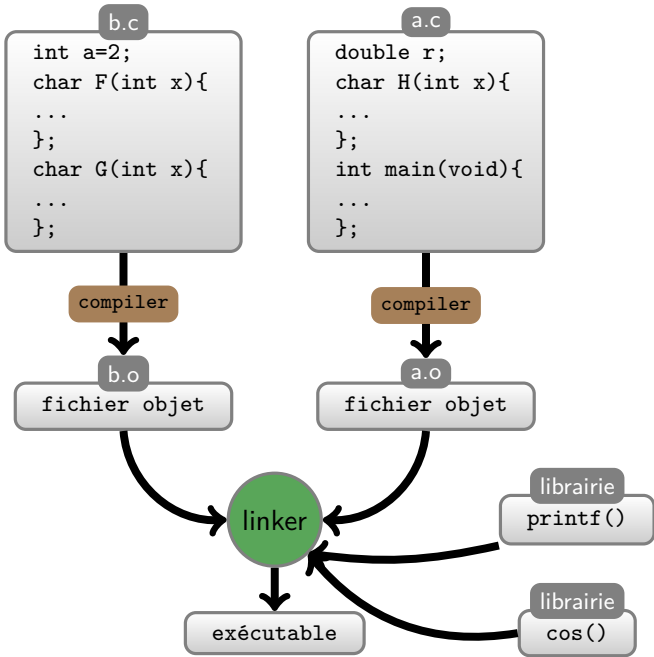 b.c
int a=2;
char F(int x){
...
};
char G(int x){
...
};
a.c
double r;
char H(int x){
...
};
int main(void){
...
};
compiler
compiler
b.o
fichier objet
a.o
fichier objet
linker
librairie
printf()
librairie
cos()
exécutable